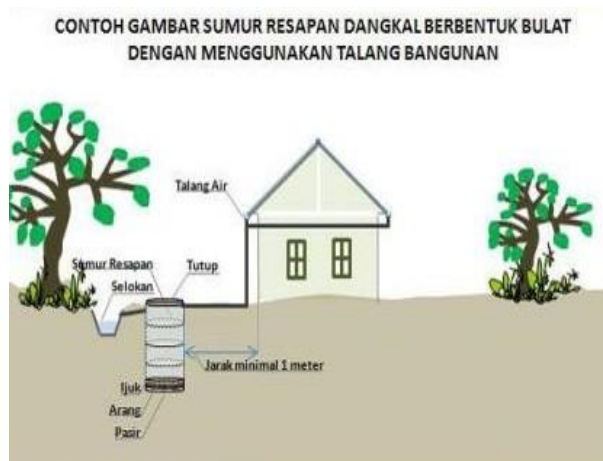 CONTOH GAMBAR SUMUR RESAPAN DANGKAL BERBENTUK BULAT
DENGAN MENGGUNAKAN TALANG BANGUNAN
Talang Air
Sumur Resapan
Tutup
Selokan
Jarak minimal 1 meter
Ijuk
Arang
Pasir